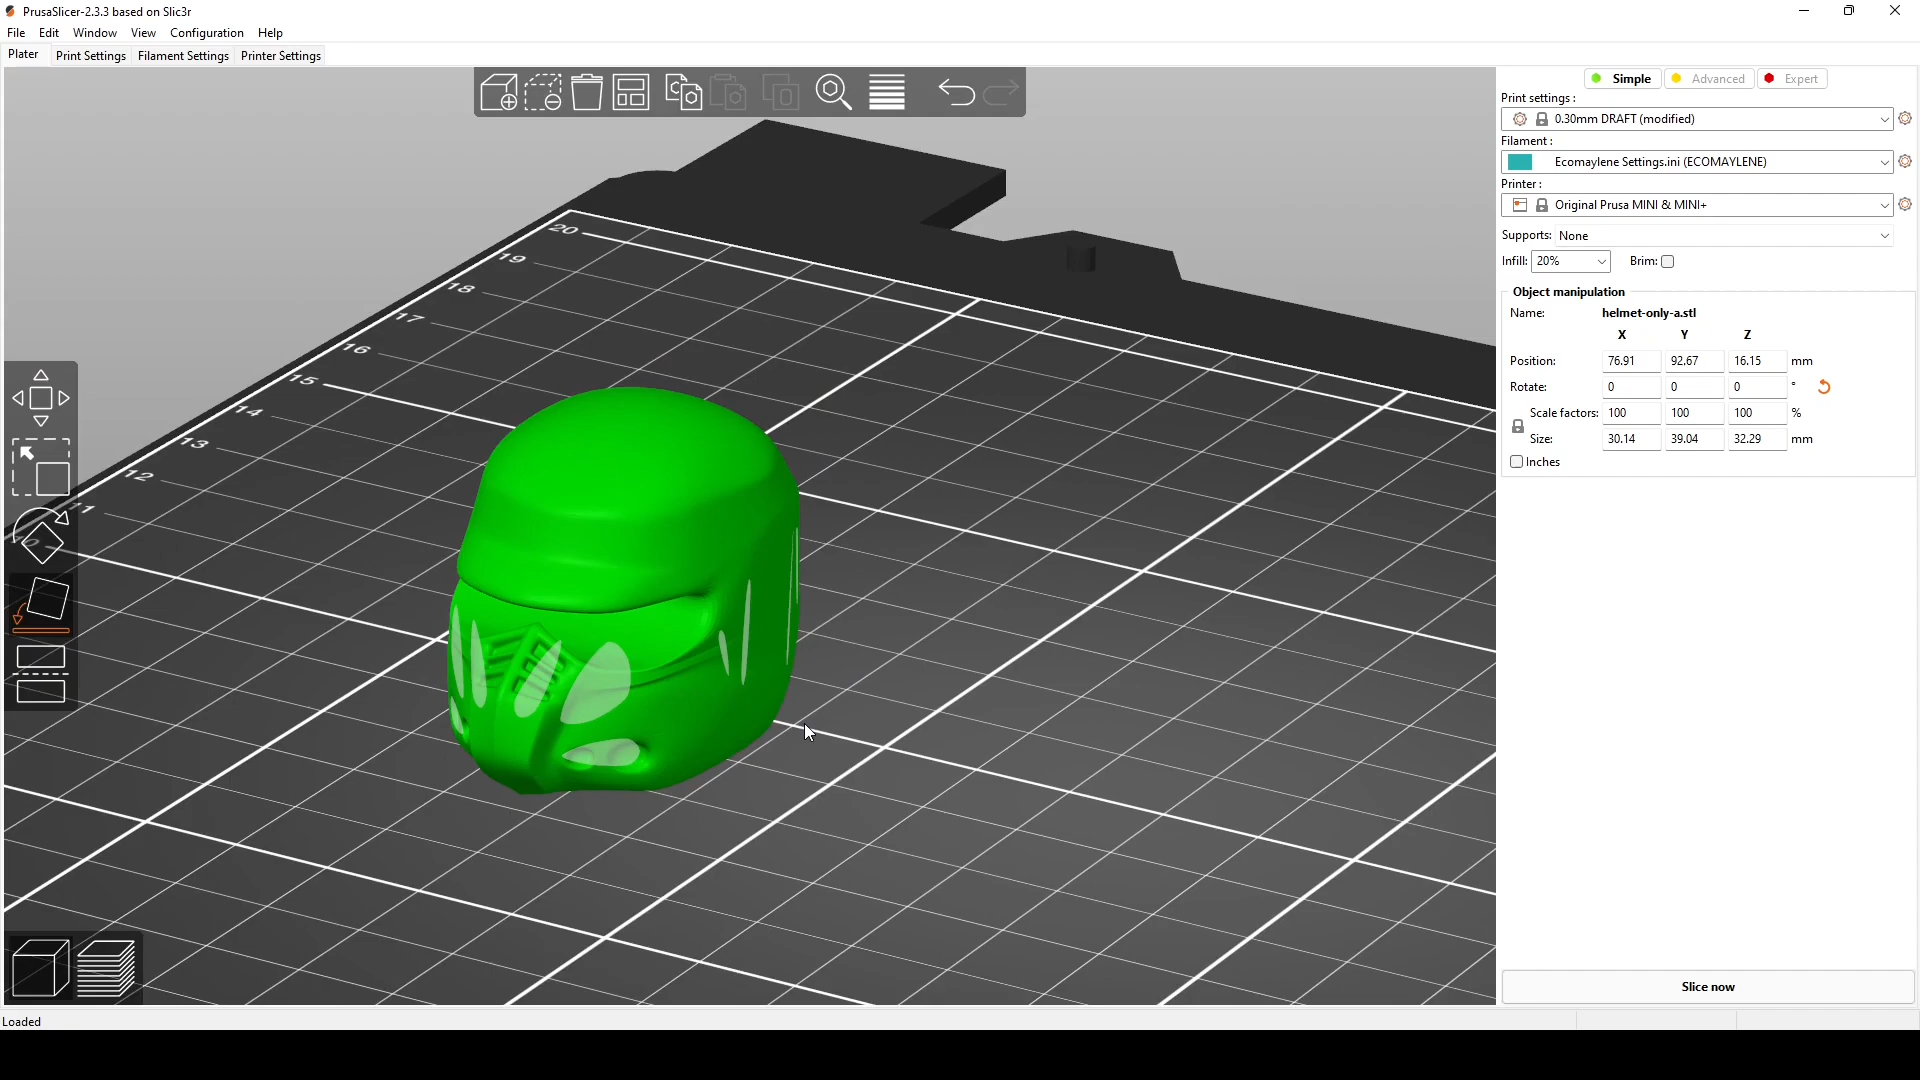 PrusaSlicer-2.3.3 based on Slic3r
File Edit Window View Configuration Help
Plater Print Settings Filament Settings Printer Settings
Simple Advanced Expert
Print settings :
0.30mm DRAFT (modified)
Filament :
Ecomaylene Settings.ini (ECOMAYLENE)
Printer :
Original Prusa MINI & MINI+
Supports: None
Infill: 20% Brim:
Object manipulation
Name: helmet-only-a.stl
X Y Z
Position: 76.91 92.67 16.15 mm
Rotate: 0 0 0 °
Scale factors: 100 100 100 %
Size: 30.14 39.04 32.29 mm
Inches
20
19
18
17
16
15
14
13
12
11
10
Slice now
Loaded